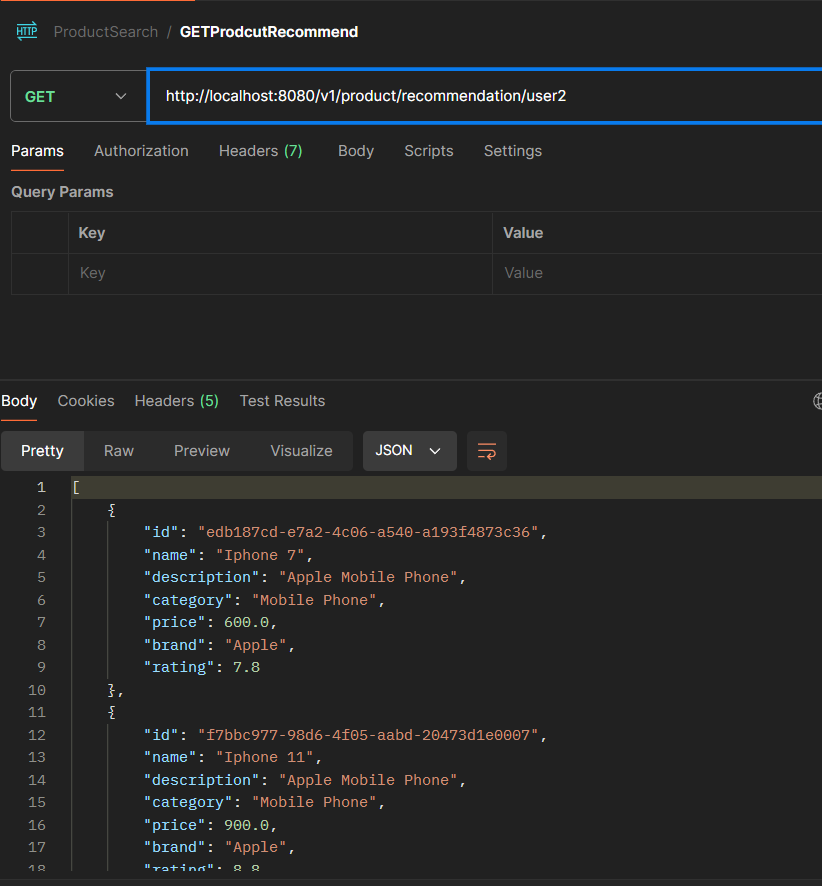 HTTP ProductSearch / GETProdcutRecommend
GET http://localhost:8080/v1/product/recommendation/user2
Params Authorization Headers (7) Body Scripts Settings
Query Params
Key Value
Key Value
Body Cookies Headers (5) Test Results
Pretty Raw Preview Visualize JSON
1 [
2 {
3 "id": "edb187cd-e7a2-4c06-a540-a193f4873c36",
4 "name": "Iphone 7",
5 "description": "Apple Mobile Phone",
6 "category": "Mobile Phone",
7 "price": 600.0,
8 "brand": "Apple",
9 "rating": 7.8
10 },
11 {
12 "id": "f7bbc977-98d6-4f05-aabd-20473d1e0007",
13 "name": "Iphone 11",
14 "description": "Apple Mobile Phone",
15 "category": "Mobile Phone",
16 "price": 900.0,
17 "brand": "Apple",
18 "rating": 8.8